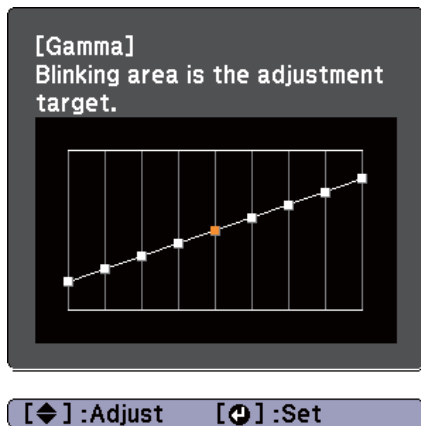 [Gamma]
Blinking area is the adjustment
target.
[◆] :Adjust [↵] :Set